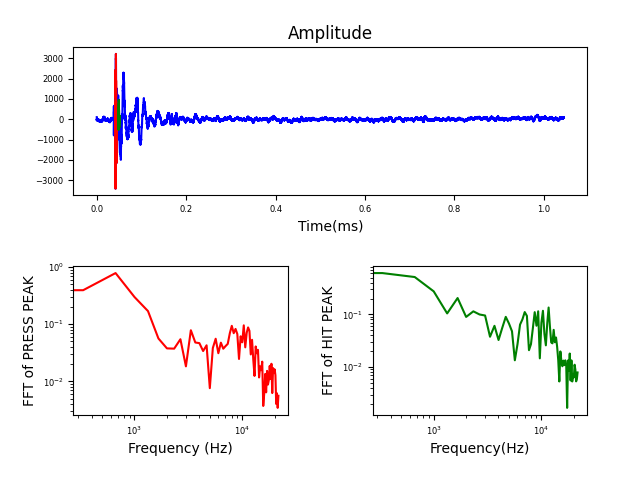 Amplitude
3000
2000
1000
0
−1000
−2000
−3000
0.0 0.2 0.4 0.6 0.8 1.0
Time(ms)
FFT of PRESS PEAK
10⁰
10⁻¹
10⁻²
10³ 10⁴
Frequency (Hz)
FFT of HIT PEAK
10⁻¹
10⁻²
10³ 10⁴
Frequency(Hz)